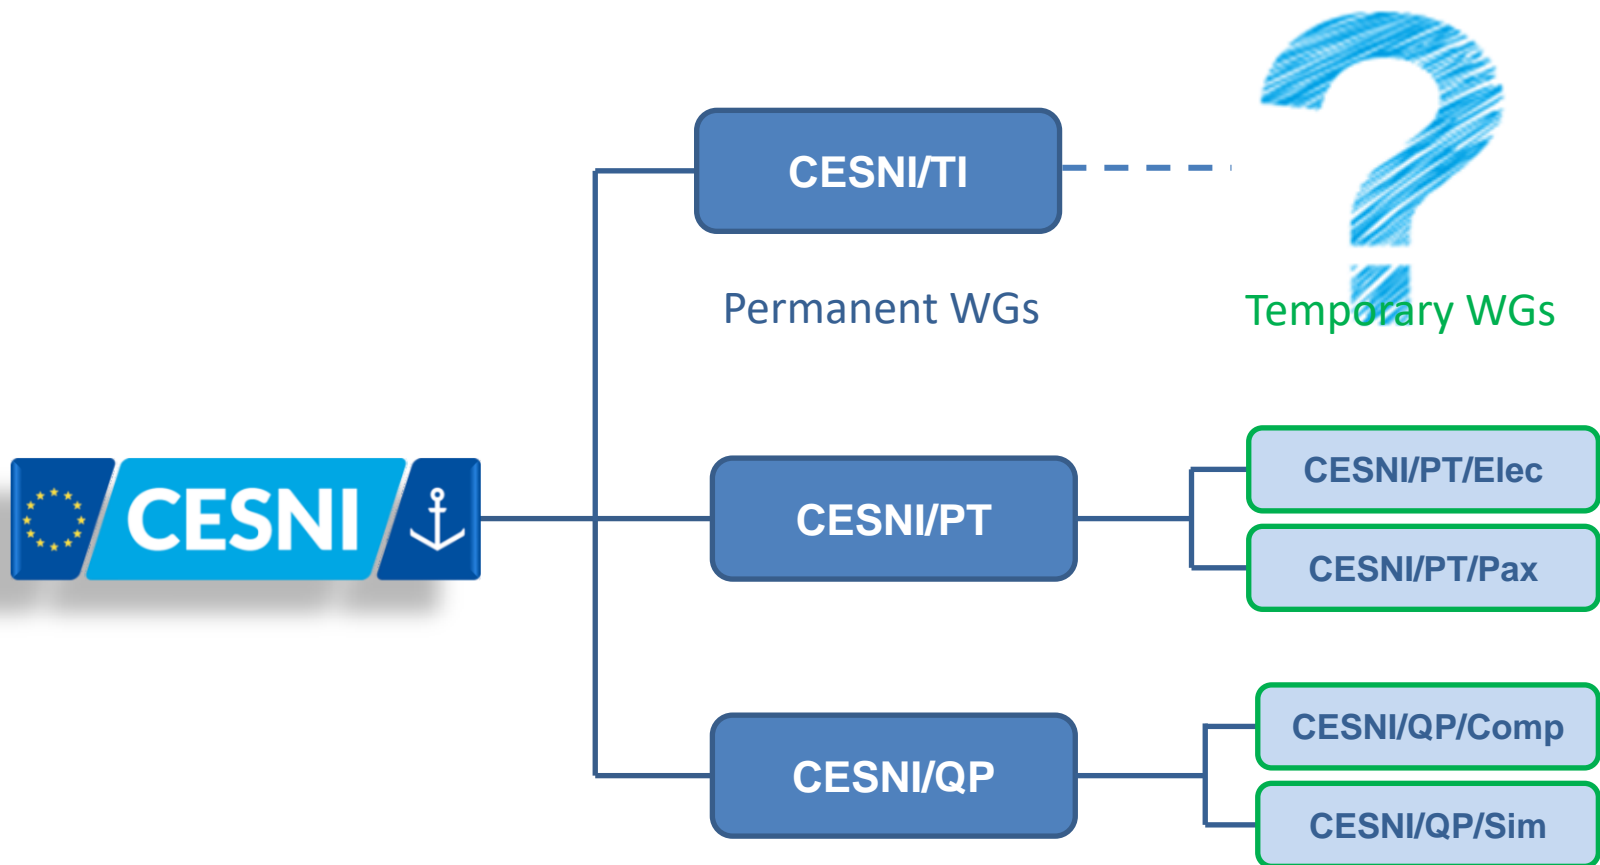 CESNI/TI
?
Permanent WGs
Temporary WGs
CESNI
CESNI/PT
CESNI/PT/Elec
CESNI/PT/Pax
CESNI/QP
CESNI/QP/Comp
CESNI/QP/Sim